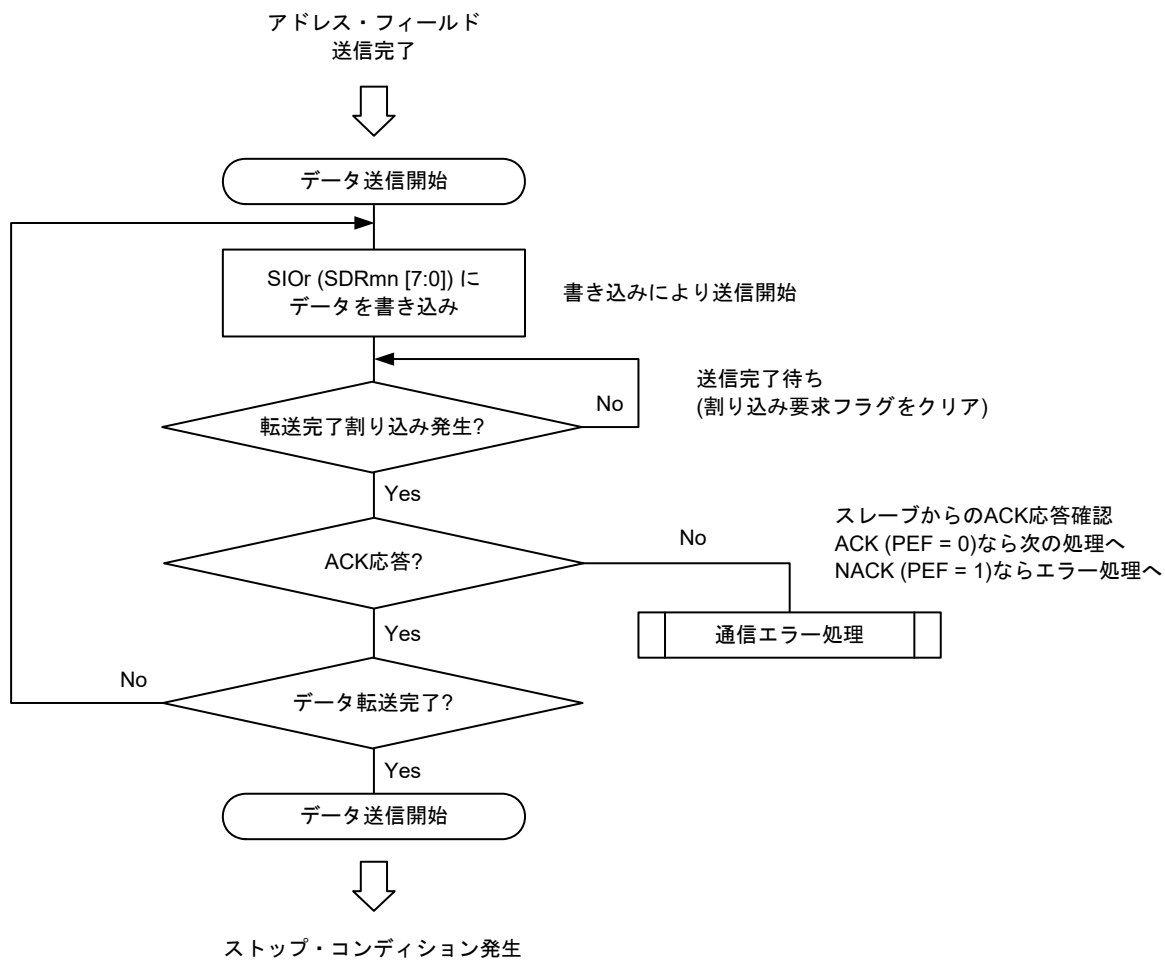 アドレス・フィールド
送信完了
データ送信開始
SIOr (SDRmn [7:0]) に
データを書き込み
書き込みにより送信開始
送信完了待ち
(割り込み要求フラグをクリア)
No
転送完了割り込み発生?
Yes
スレーブからのACK応答確認
ACK (PEF = 0)なら次の処理へ
NACK (PEF = 1)ならエラー処理へ
No
ACK応答?
通信エラー処理
Yes
No
データ転送完了?
Yes
データ送信開始
ストップ・コンディション発生